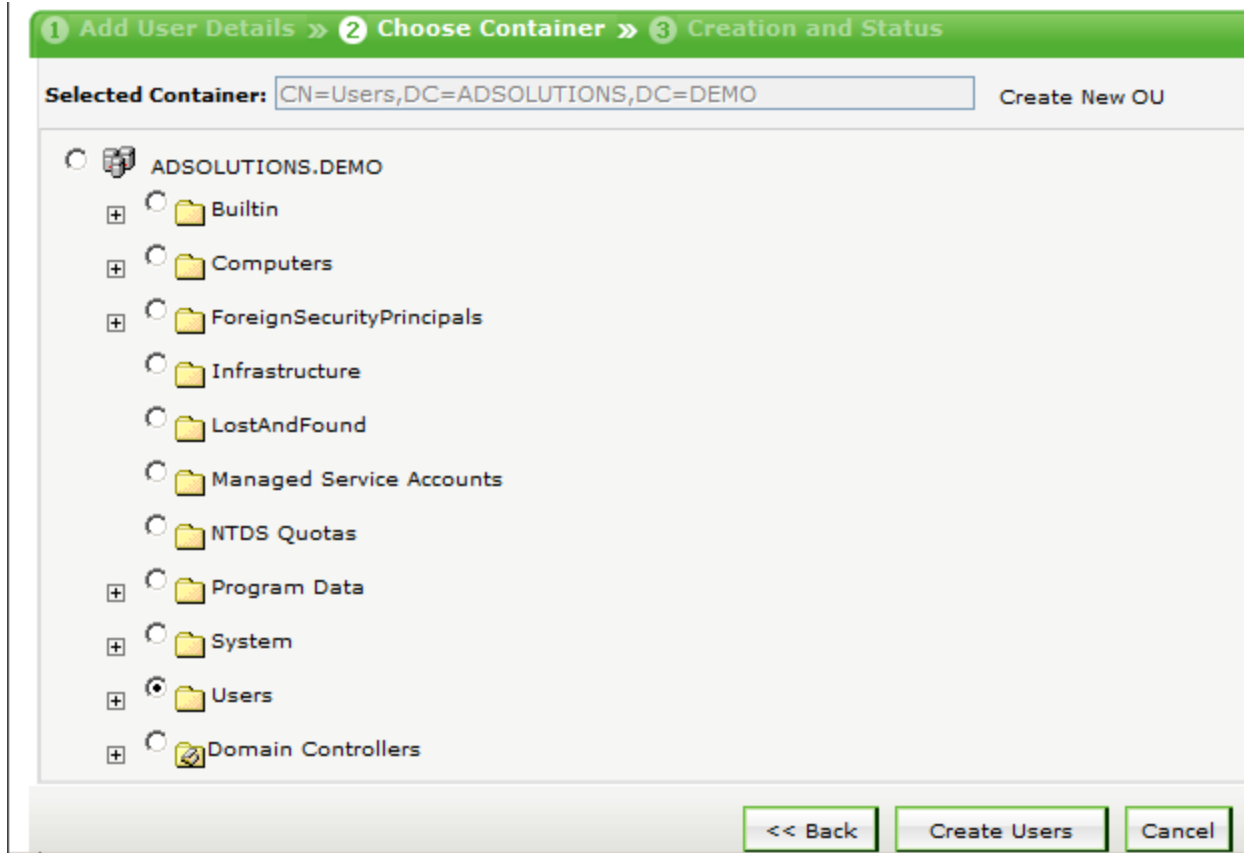 1 Add User Details » 2 Choose Container » 3 Creation and Status
Selected Container: CN=Users,DC=ADSOLUTIONS,DC=DEMO Create New OU
ADSOLUTIONS.DEMO
Builtin
Computers
ForeignSecurityPrincipals
Infrastructure
LostAndFound
Managed Service Accounts
NTDS Quotas
Program Data
System
Users
Domain Controllers
<< Back Create Users Cancel